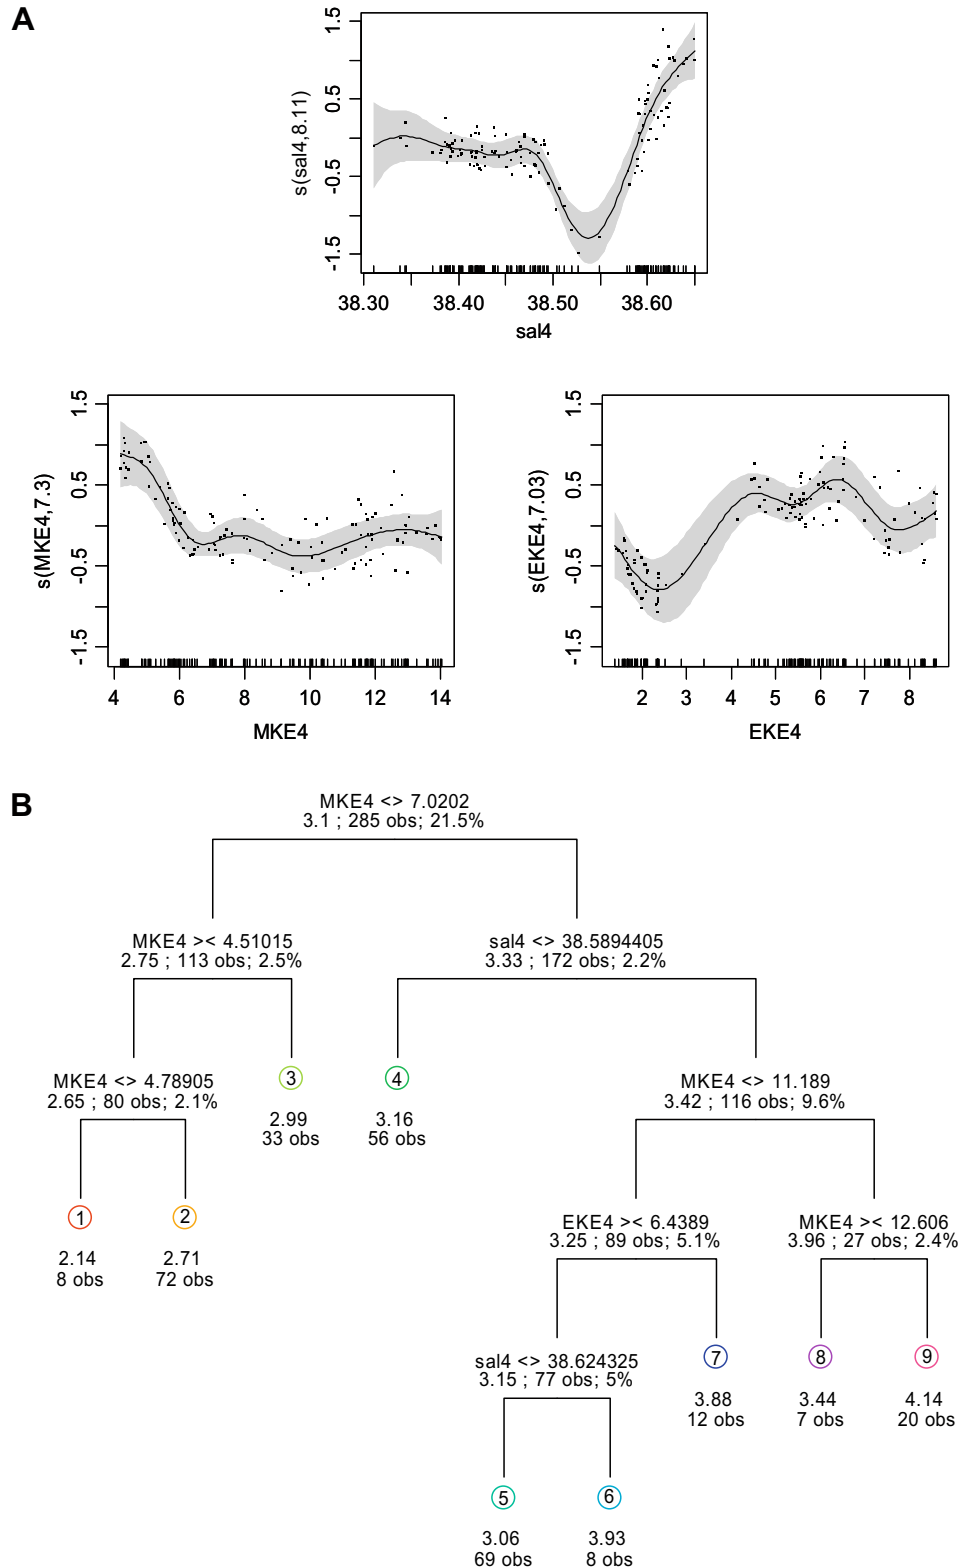 A
s(sal4,8.11)
1.5
0.5
-0.5
-1.5
38.30 38.40 38.50 38.60
sal4
s(MKE4,7.3)
1.5
0.5
-0.5
-1.5
4 6 8 10 12 14
MKE4
s(EKE4,7.03)
1.5
0.5
-0.5
-1.5
2 3 4 5 6 7 8
EKE4
B
MKE4 <> 7.0202
3.1 ; 285 obs; 21.5%
MKE4 >< 4.51015
2.75 ; 113 obs; 2.5%
sal4 <> 38.5894405
3.33 ; 172 obs; 2.2%
MKE4 <> 4.78905
2.65 ; 80 obs; 2.1%
3
2.99
33 obs
4
3.16
56 obs
MKE4 <> 11.189
3.42 ; 116 obs; 9.6%
1
2.14
8 obs
2
2.71
72 obs
EKE4 >< 6.4389
3.25 ; 89 obs; 5.1%
MKE4 >< 12.606
3.96 ; 27 obs; 2.4%
sal4 <> 38.624325
3.15 ; 77 obs; 5%
7
3.88
12 obs
8
3.44
7 obs
9
4.14
20 obs
5
3.06
69 obs
6
3.93
8 obs